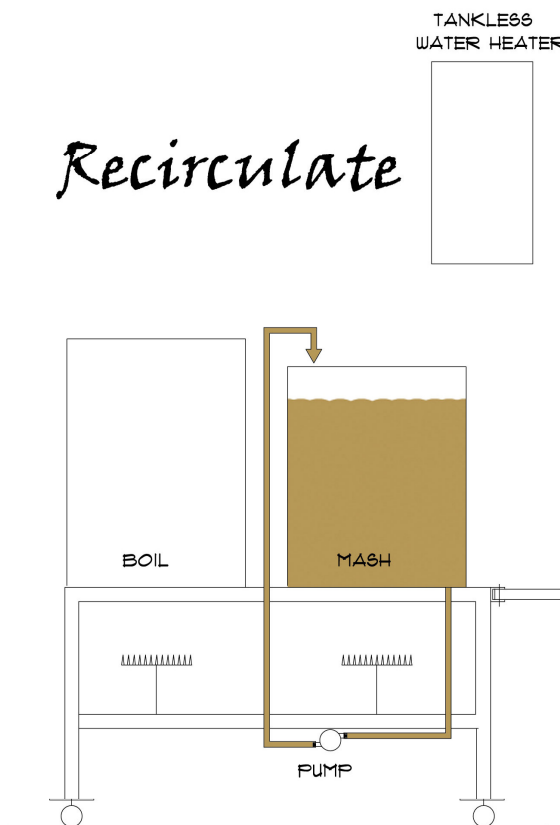 TANKLESS
WATER HEATER
Recirculate
BOIL
MASH
PUMP